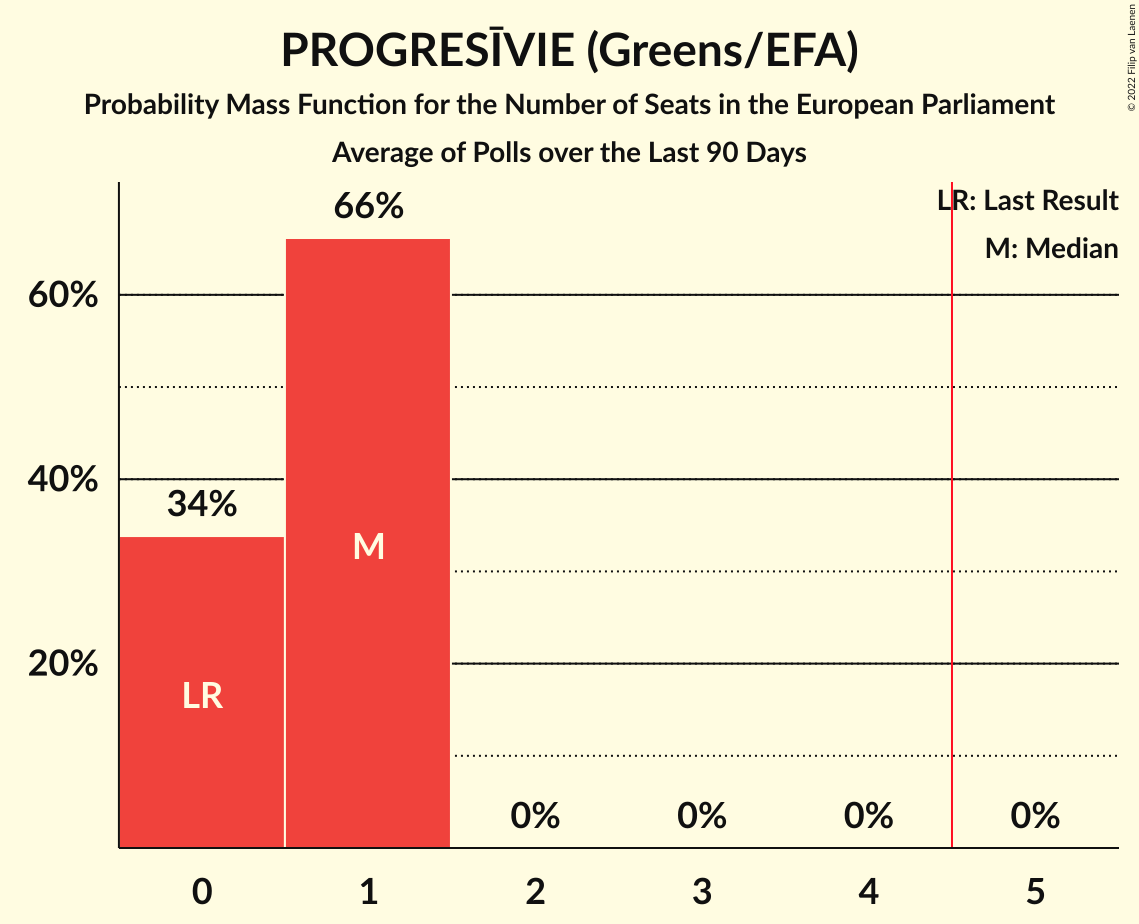 PROGRESĪVIE (Greens/EFA)
Probability Mass Function for the Number of Seats in the European Parliament
Average of Polls over the Last 90 Days
© 2022 Filip van Laenen
LR: Last Result
M: Median
66%
60%
40%
34%
M
20%
LR
0% 0% 0% 0%
0 1 2 3 4 5